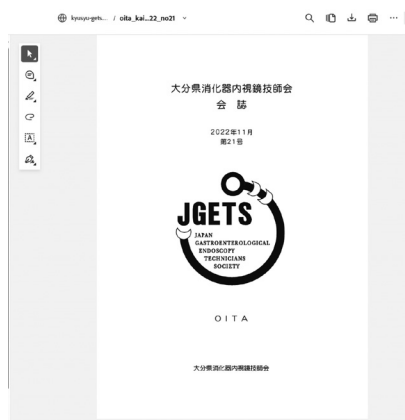 kyusyu-gets... / oita_kai...22_no21
大分県消化器内視鏡技師会
会 誌
2022年11月
第21号
JGETS
JAPAN
GASTROENTEROLOGICAL
ENDOSCOPY
TECHNICIANS
SOCIETY
OITA
大分県消化器内視鏡技師会